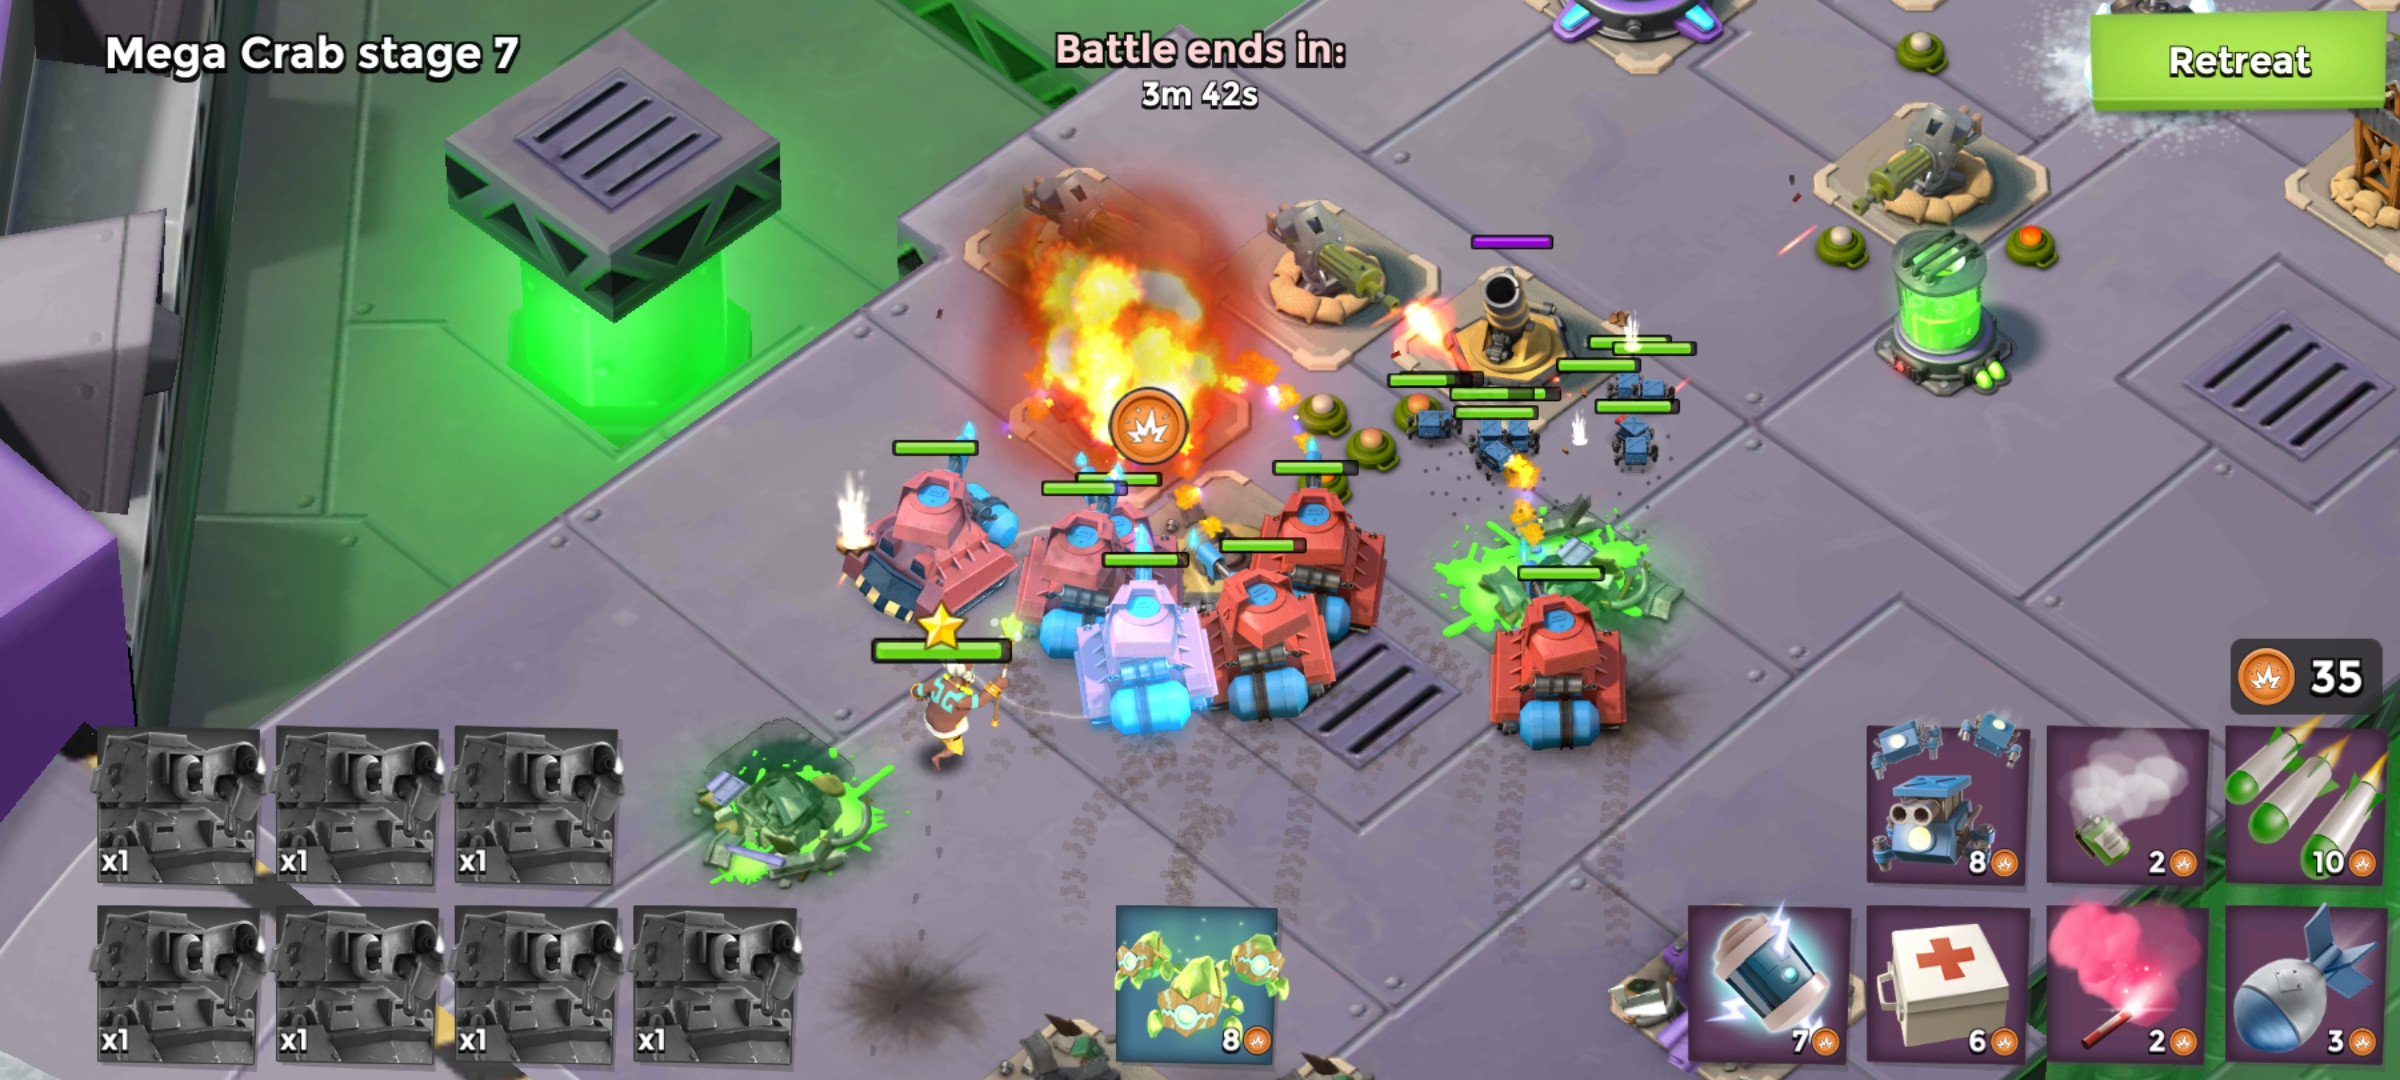 Mega Crab stage 7
Battle ends in:
3m 42s
Retreat
35
x1 x1 x1
8 2 10
x1 x1 x1 x1
8
7 6 2 3